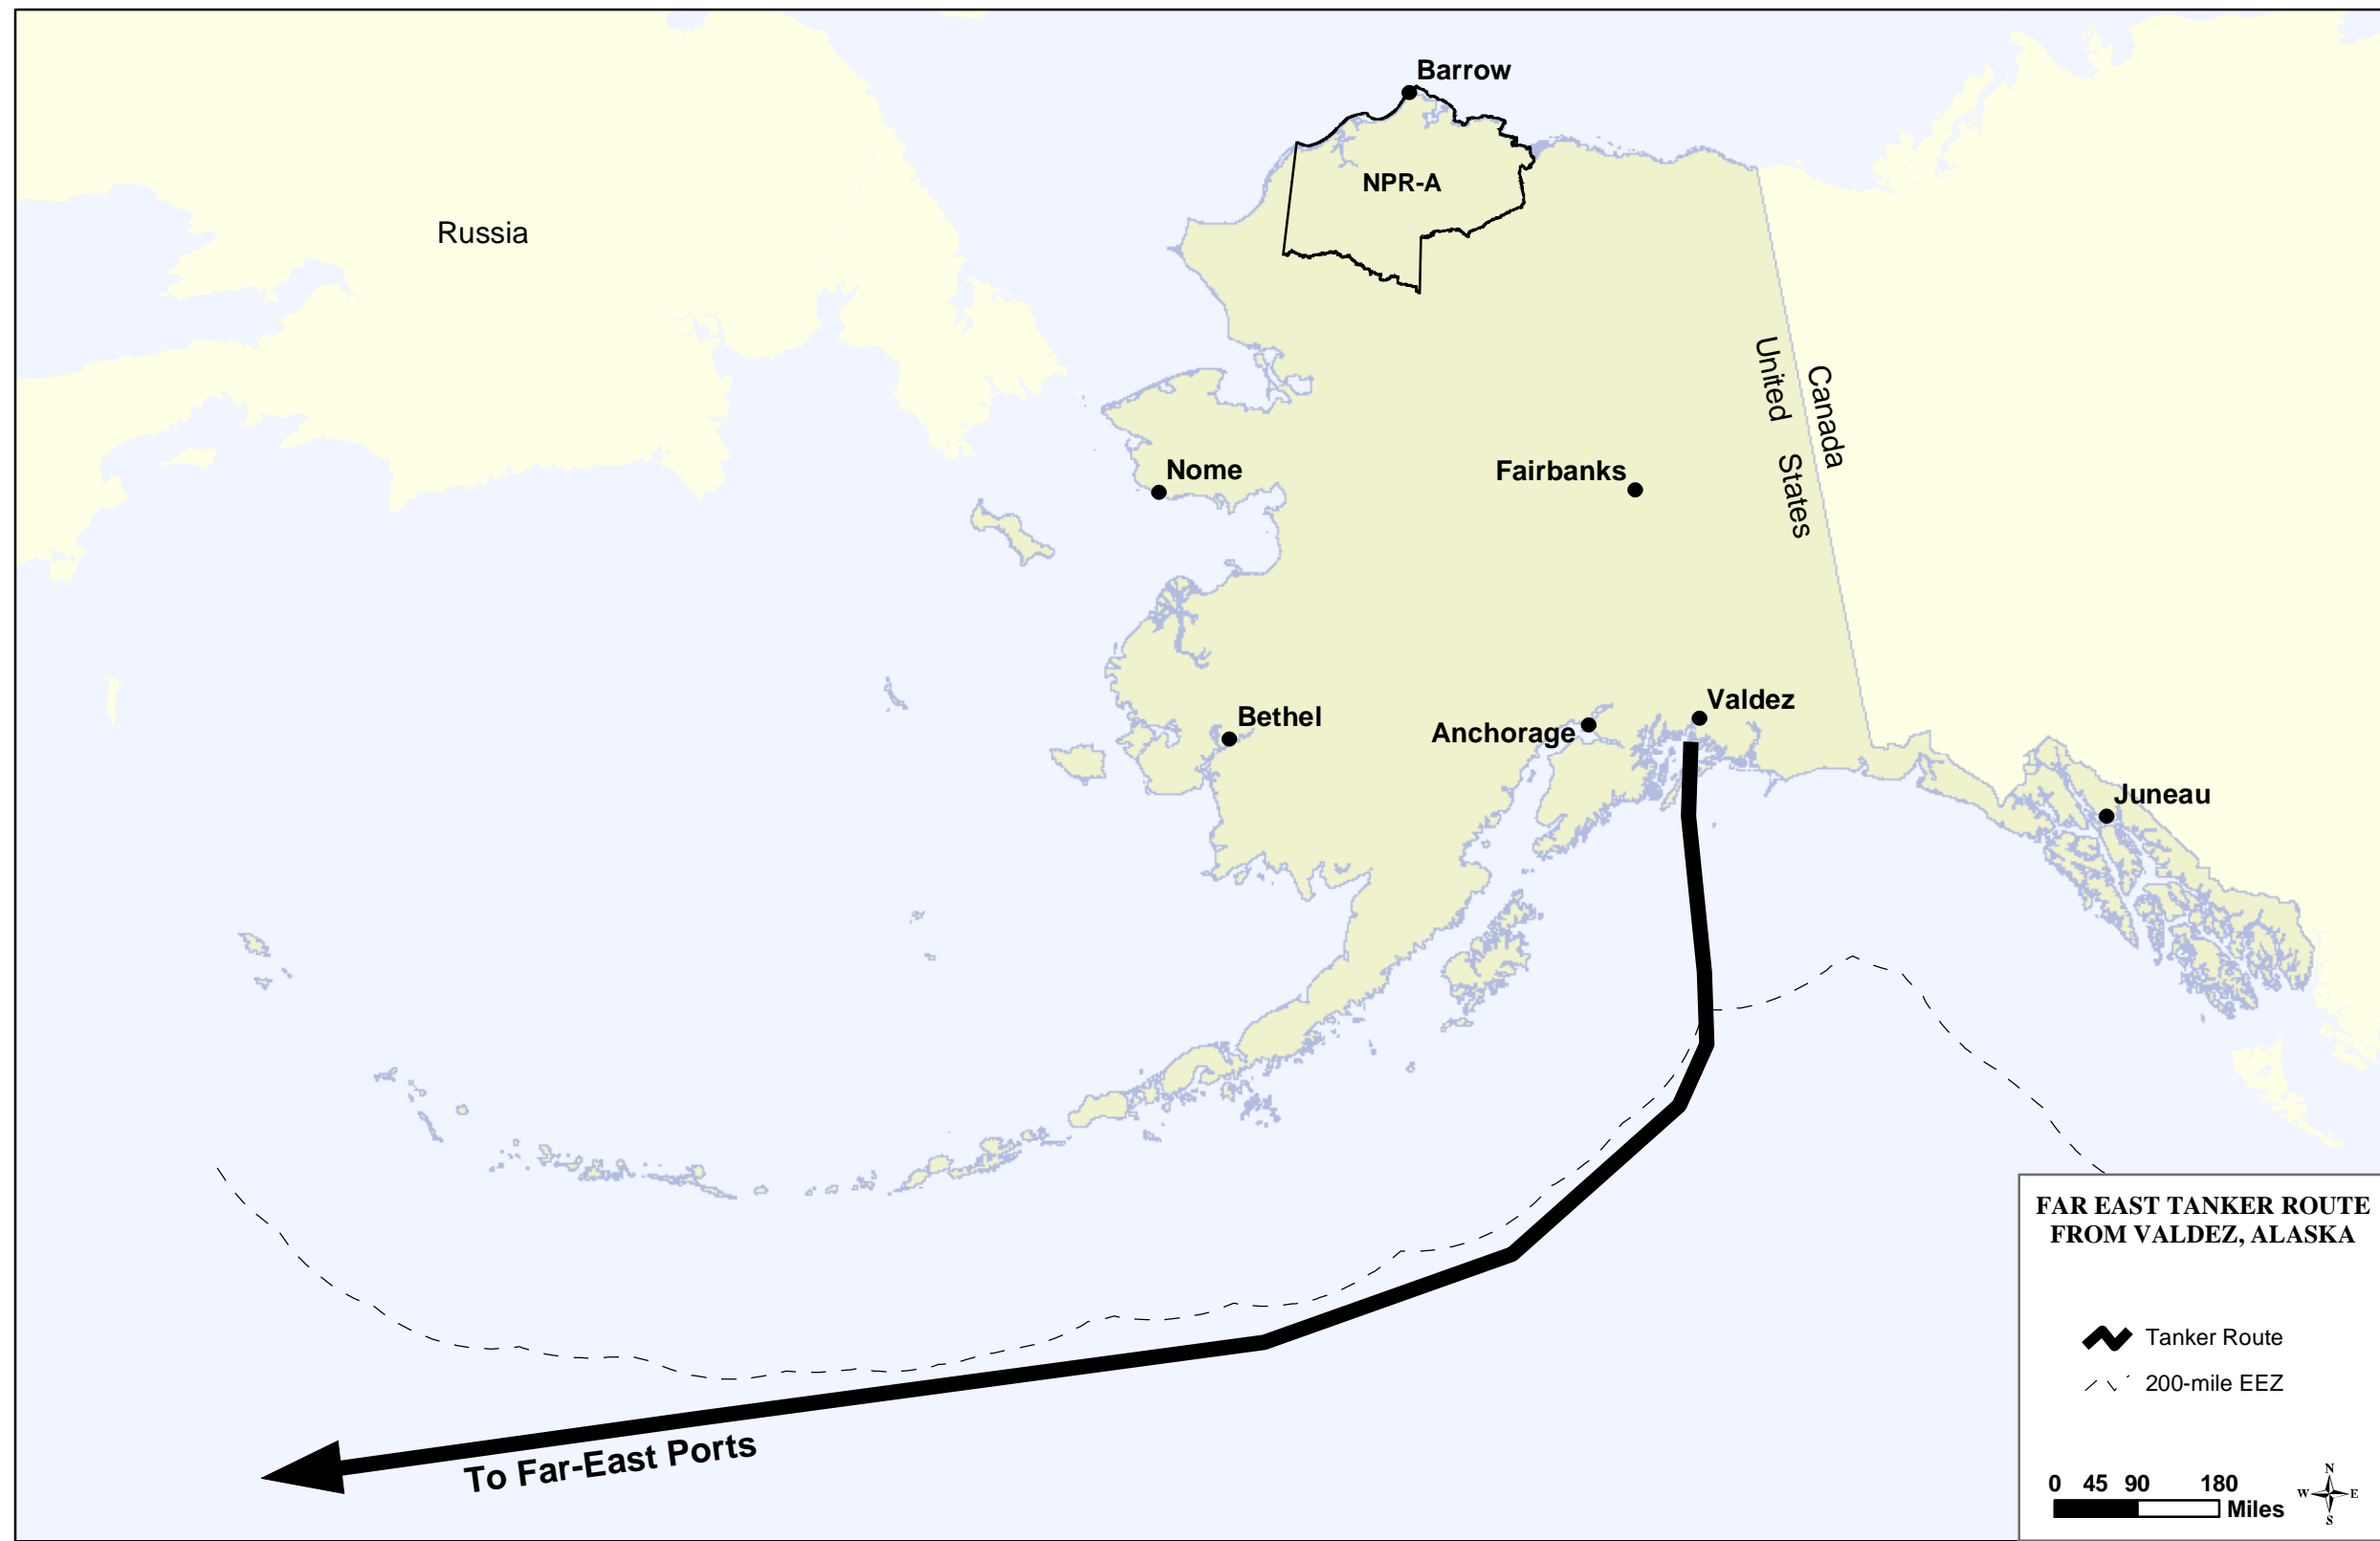 Barrow
NPR-A
Russia
United States
Canada
Nome
Fairbanks
Valdez
Bethel
Anchorage
Juneau
To Far-East Ports
FAR EAST TANKER ROUTE
FROM VALDEZ, ALASKA
Tanker Route
200-mile EEZ
0 45 90 180
Miles
N
W E
S